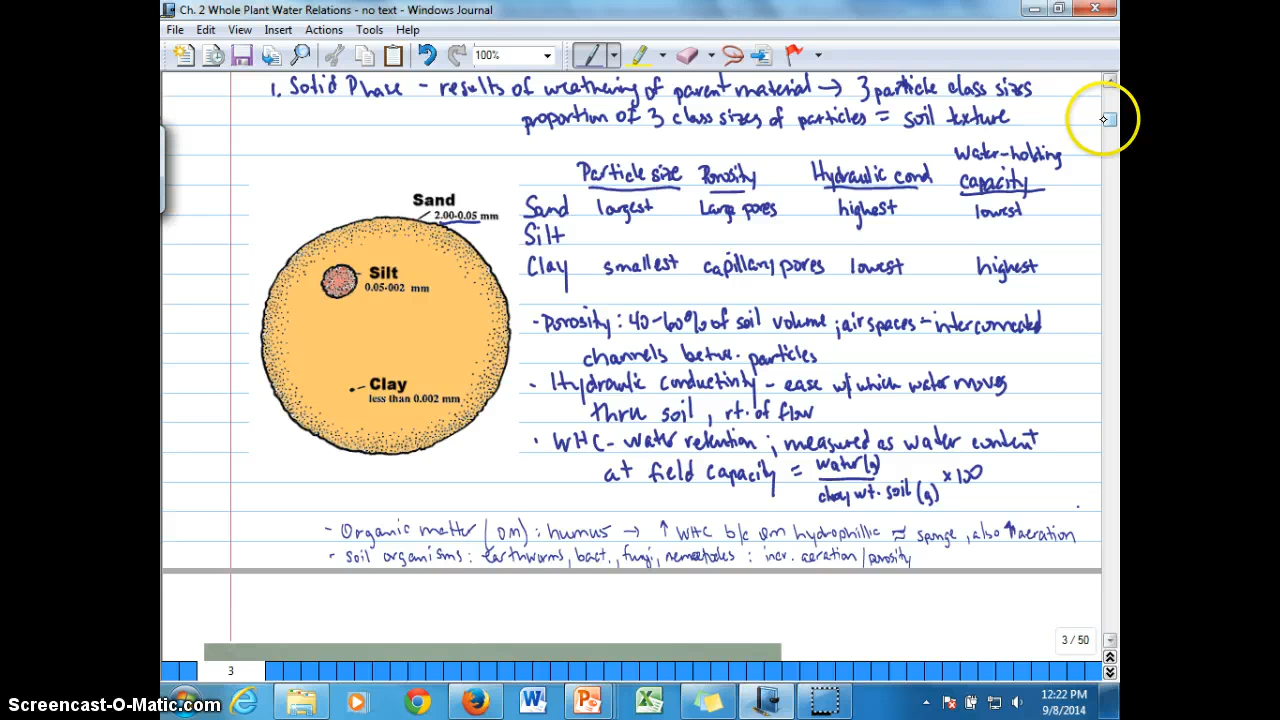 Ch. 2 Whole Plant Water Relations - no text - Windows Journal
File Edit View Insert Actions Tools Help
100%
1. Solid Phase - results of weathering of parent material → 3 particle class sizes
proportion of 3 class sizes of particles = soil texture
Particle size Porosity Hydraulic cond Water-holding capacity
Sand largest Large pores highest lowest
Silt
Clay smallest capillary pores lowest highest
Sand
2.00-0.05 mm
Silt
0.05-002 mm
Clay
less than 0.002 mm
· Porosity: 40-60% of soil volume ; air spaces - interconnected
channels betw. particles
· Hydraulic conductivity - ease w/ which water moves
thru soil, rt. of flow
· WHC - water retention ; measured as water content
at field capacity = water (g) / dry wt. soil (g) × 100
- Organic matter (OM) : humus → ↑ WHC b/c om hydrophillic ≈ sponge, also ↑ aeration
- soil organisms: earthworms, bact., fungi, nematodes : incr. aeration/porosity
3 / 50
3
12:22 PM
9/8/2014
Screencast-O-Matic.com